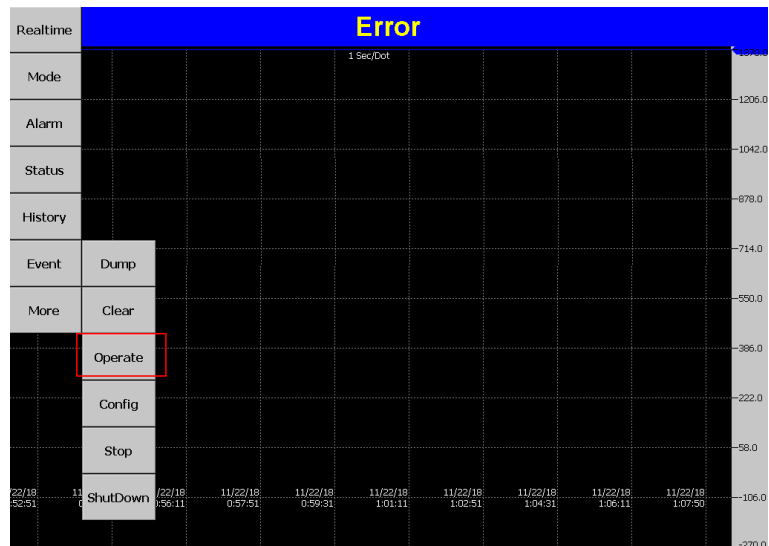 Realtime
Error
1 Sec/Dot
Mode
1206.0
Alarm
1042.0
Status
878.0
History
714.0
Event
Dump
550.0
More
Clear
386.0
Operate
222.0
Config
58.0
Stop
ShutDown
-106.0
11/22/18
0:57:51
11/22/18
0:59:31
11/22/18
1:01:11
11/22/18
1:02:51
11/22/18
1:04:31
11/22/18
1:06:11
11/22/18
1:07:50
-270.0